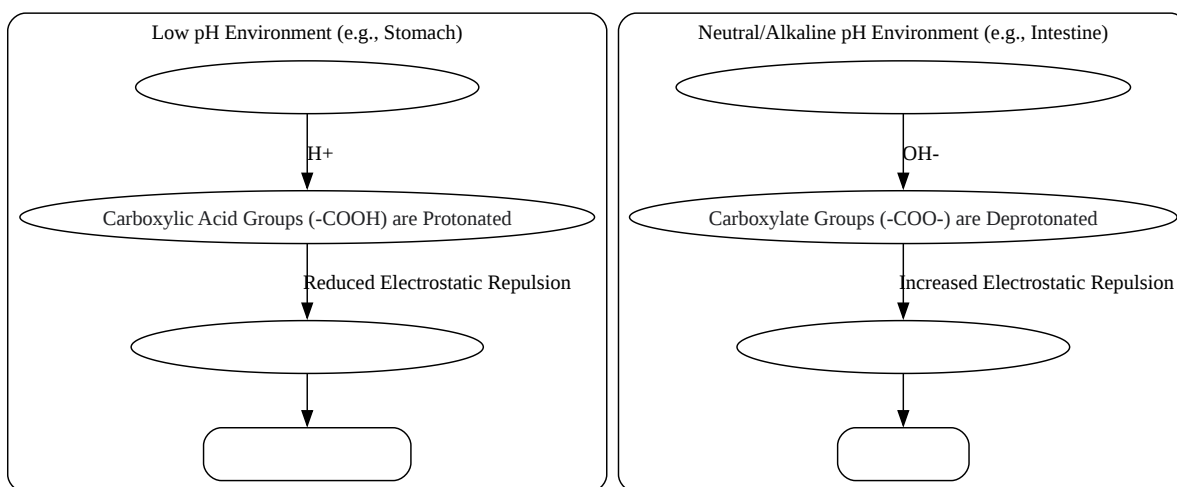 Low pH Environment (e.g., Stomach)
H+
Carboxylic Acid Groups (-COOH) are Protonated
Reduced Electrostatic Repulsion
Neutral/Alkaline pH Environment (e.g., Intestine)
OH-
Carboxylate Groups (-COO-) are Deprotonated
Increased Electrostatic Repulsion